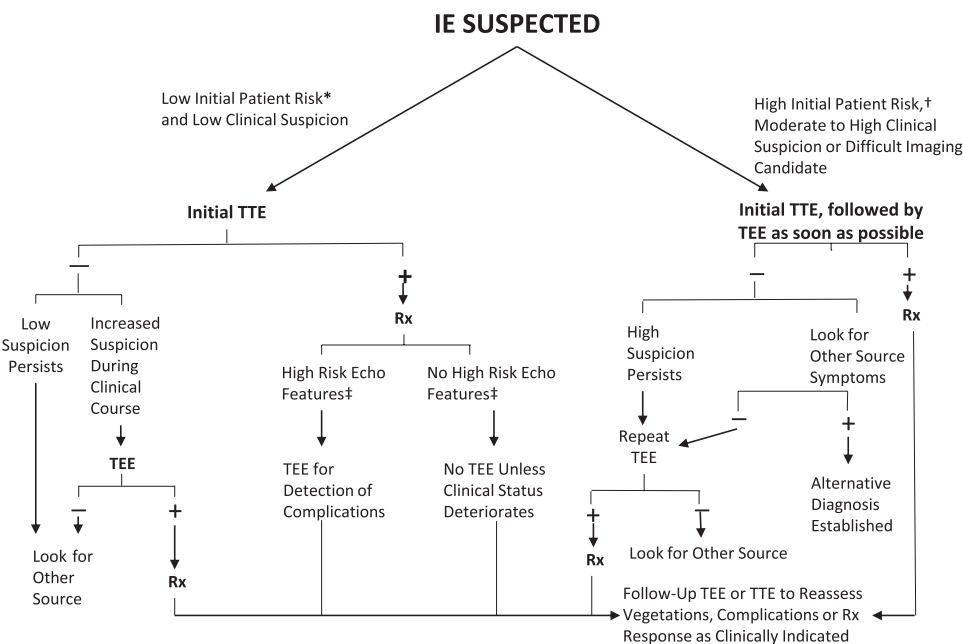 IE SUSPECTED
Low Initial Patient Risk*
and Low Clinical Suspicion
High Initial Patient Risk,†
Moderate to High Clinical
Suspicion or Difficult Imaging
Candidate
Initial TTE
Initial TTE, followed by
TEE as soon as possible
–
+
Rx
–
+
Rx
Low
Suspicion
Persists
Increased
Suspicion
During
Clinical
Course
High Risk Echo
Features‡
No High Risk Echo
Features‡
High
Suspicion
Persists
Look for
Other Source
Symptoms
TEE
TEE for
Detection of
Complications
No TEE Unless
Clinical Status
Deteriorates
Repeat
TEE
–
+
Alternative
Diagnosis
Established
–
+
Look for
Other
Source
Rx
+
–
Rx
Look for Other Source
Follow-Up TEE or TTE to Reassess
Vegetations, Complications or Rx
Response as Clinically Indicated